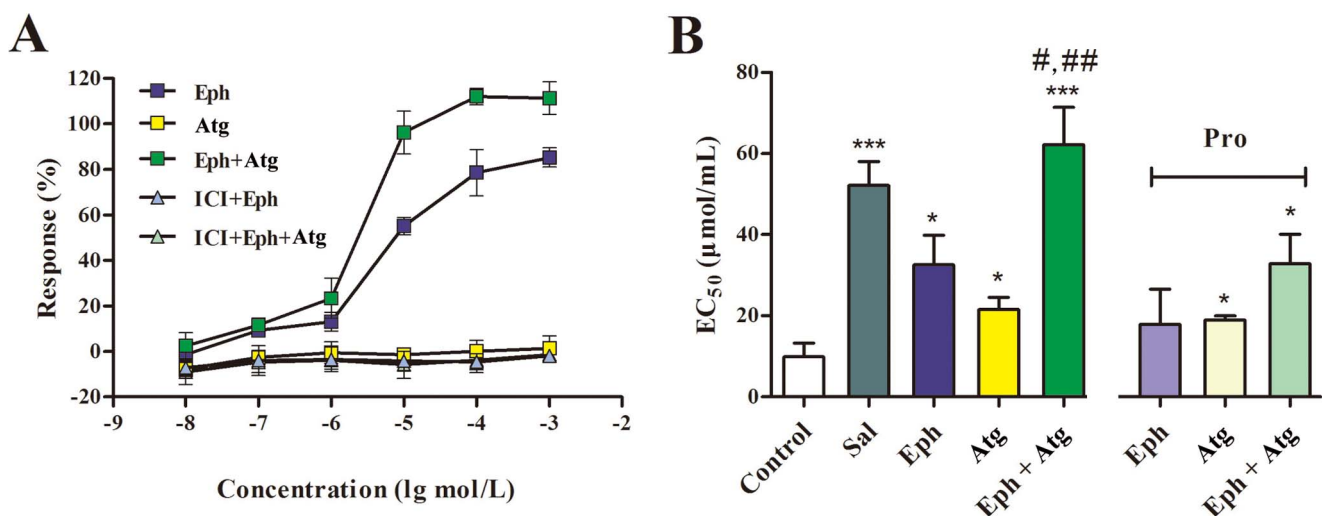 A
120
100
80
60
40
20
0
-20
Response (%)
Eph
Atg
Eph+Atg
ICI+Eph
ICI+Eph+Atg
-9
-8
-7
-6
-5
-4
-3
-2
Concentration (lg mol/L)
B
80
60
40
20
0
EC50 (μmol/mL)
***
*
*
#,##
***
Pro
*
*
Control
Sal
Eph
Atg
Eph + Atg
Eph
Atg
Eph + Atg